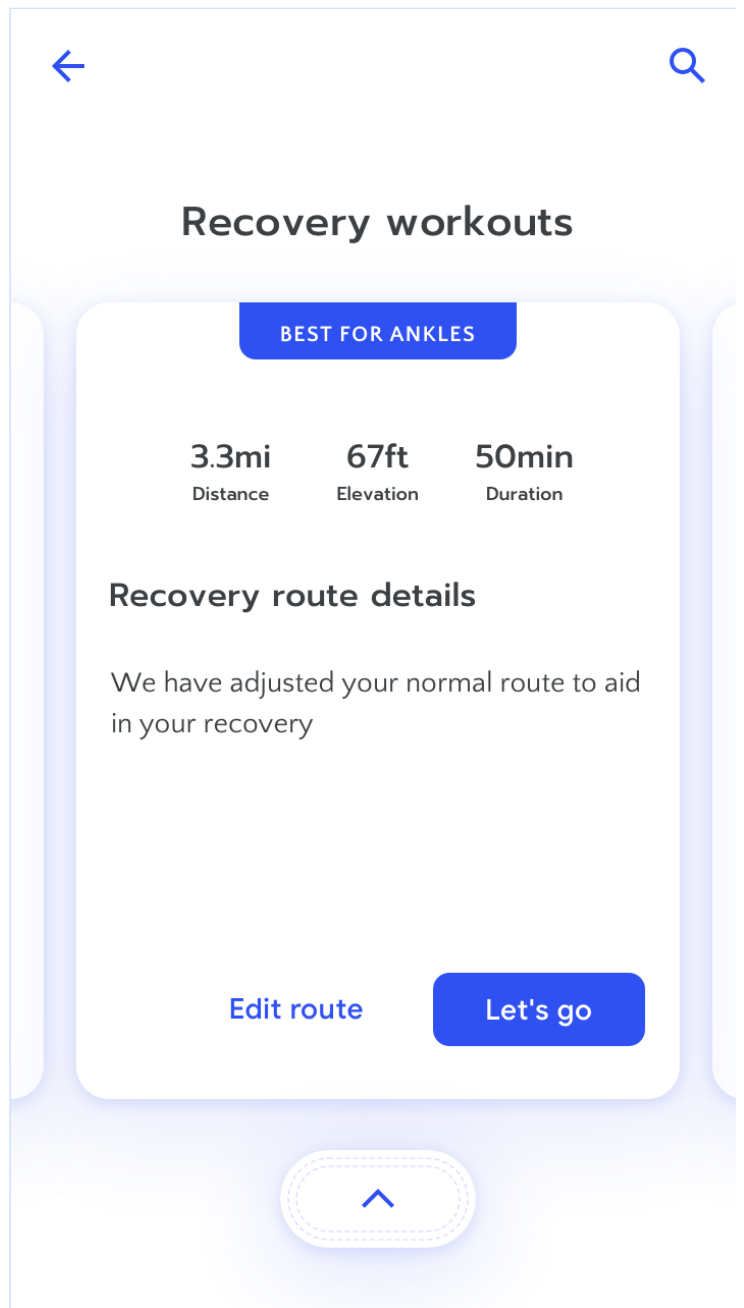 Recovery workouts
BEST FOR ANKLES
3.3mi 67ft 50min
Distance Elevation Duration
Recovery route details
We have adjusted your normal route to aid
in your recovery
Edit route Let's go